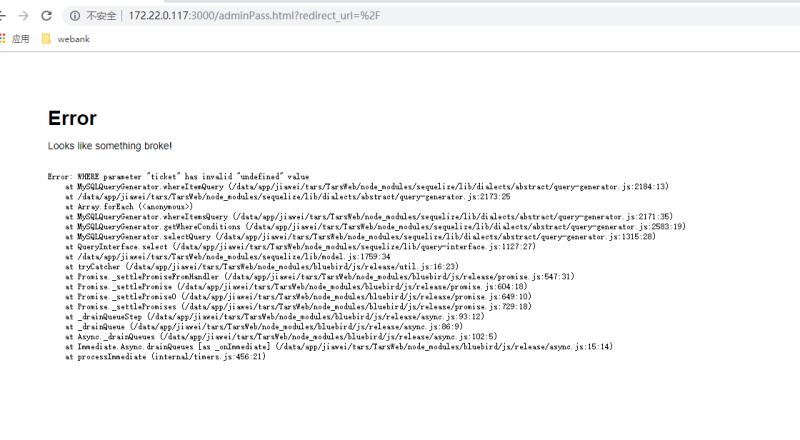 不安全 | 172.22.0.117:3000/adminPass.html?redirect_url=%2F
应用 webank
Error
Looks like something broke!
Error: WHERE parameter "ticket" has invalid "undefined" value
at MySQLQueryGenerator.whereItemQuery (/data/app/jiawei/tars/TarsWeb/node_modules/sequelize/lib/dialects/abstract/query-generator.js:2184:13)
at /data/app/jiawei/tars/TarsWeb/node_modules/sequelize/lib/dialects/abstract/query-generator.js:2173:25
at Array.forEach (<anonymous>)
at MySQLQueryGenerator.whereItemsQuery (/data/app/jiawei/tars/TarsWeb/node_modules/sequelize/lib/dialects/abstract/query-generator.js:2171:35)
at MySQLQueryGenerator.getWhereConditions (/data/app/jiawei/tars/TarsWeb/node_modules/sequelize/lib/dialects/abstract/query-generator.js:2583:19)
at MySQLQueryGenerator.selectQuery (/data/app/jiawei/tars/TarsWeb/node_modules/sequelize/lib/dialects/abstract/query-generator.js:1315:28)
at QueryInterface.select (/data/app/jiawei/tars/TarsWeb/node_modules/sequelize/lib/query-interface.js:1127:27)
at /data/app/jiawei/tars/TarsWeb/node_modules/sequelize/lib/model.js:1759:34
at tryCatcher (/data/app/jiawei/tars/TarsWeb/node_modules/bluebird/js/release/util.js:16:23)
at Promise._settlePromiseFromHandler (/data/app/jiawei/tars/TarsWeb/node_modules/bluebird/js/release/promise.js:547:31)
at Promise._settlePromise (/data/app/jiawei/tars/TarsWeb/node_modules/bluebird/js/release/promise.js:604:18)
at Promise._settlePromise0 (/data/app/jiawei/tars/TarsWeb/node_modules/bluebird/js/release/promise.js:649:10)
at Promise._settlePromises (/data/app/jiawei/tars/TarsWeb/node_modules/bluebird/js/release/promise.js:729:18)
at _drainQueueStep (/data/app/jiawei/tars/TarsWeb/node_modules/bluebird/js/release/async.js:93:12)
at _drainQueue (/data/app/jiawei/tars/TarsWeb/node_modules/bluebird/js/release/async.js:86:9)
at Async._drainQueues (/data/app/jiawei/tars/TarsWeb/node_modules/bluebird/js/release/async.js:102:5)
at Immediate.Async.drainQueues [as _onImmediate] (/data/app/jiawei/tars/TarsWeb/node_modules/bluebird/js/release/async.js:15:14)
at processImmediate (internal/timers.js:456:21)